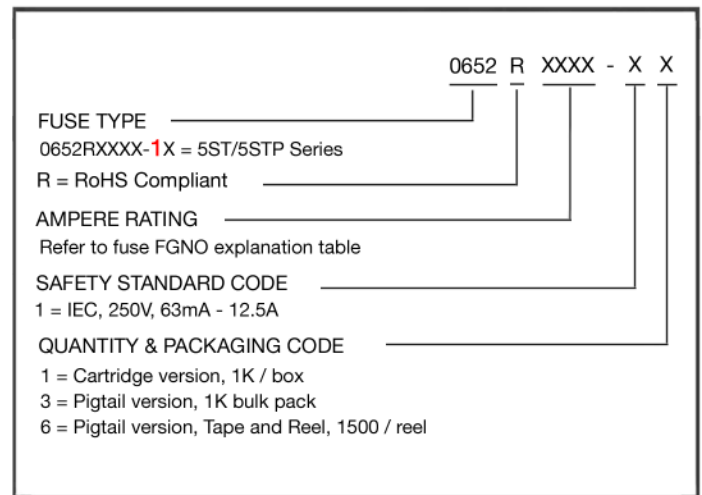 0652 R XXXX - X X
FUSE TYPE
0652RXXXX-1X = 5ST/5STP Series
R = RoHS Compliant
AMPERE RATING
Refer to fuse FGNO explanation table
SAFETY STANDARD CODE
1 = IEC, 250V, 63mA - 12.5A
QUANTITY & PACKAGING CODE
1 = Cartridge version, 1K / box
3 = Pigtail version, 1K bulk pack
6 = Pigtail version, Tape and Reel, 1500 / reel